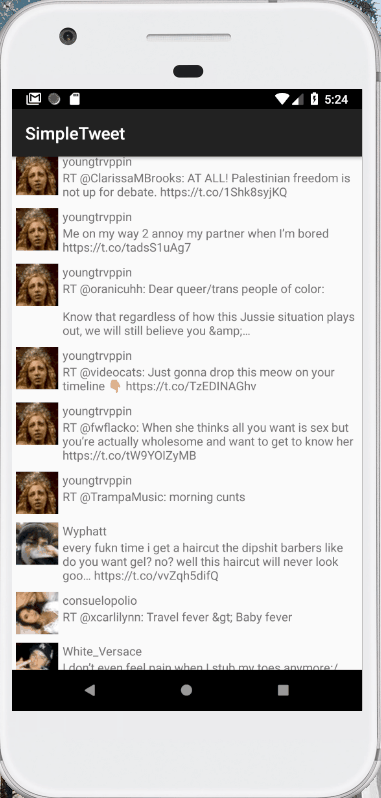 5:24
SimpleTweet
youngtrvppin
RT @ClarissaMBrooks: AT ALL! Palestinian freedom is
not up for debate. https://t.co/1Shk8syjKQ
youngtrvppin
Me on my way 2 annoy my partner when I'm bored
https://t.co/tadsS1uAg7
youngtrvppin
RT @oranicuhh: Dear queer/trans people of color:
Know that regardless of how this Jussie situation plays
out, we will still believe you &amp;…
youngtrvppin
RT @videocats: Just gonna drop this meow on your
timeline 👇🏼 https://t.co/TzEDINAGhv
youngtrvppin
RT @fwflacko: When she thinks all you want is sex but
you're actually wholesome and want to get to know her
https://t.co/tW9YOlZyMB
youngtrvppin
RT @TrampaMusic: morning cunts
Wyphatt
every fukn time i get a haircut the dipshit barbers like
do you want gel? no? well this haircut will never look
goo… https://t.co/vvZqh5difQ
consuelopolio
RT @xcarlilynn: Travel fever &gt; Baby fever
White_Versace
I don't even feel pain when I stub my toes anymore:/